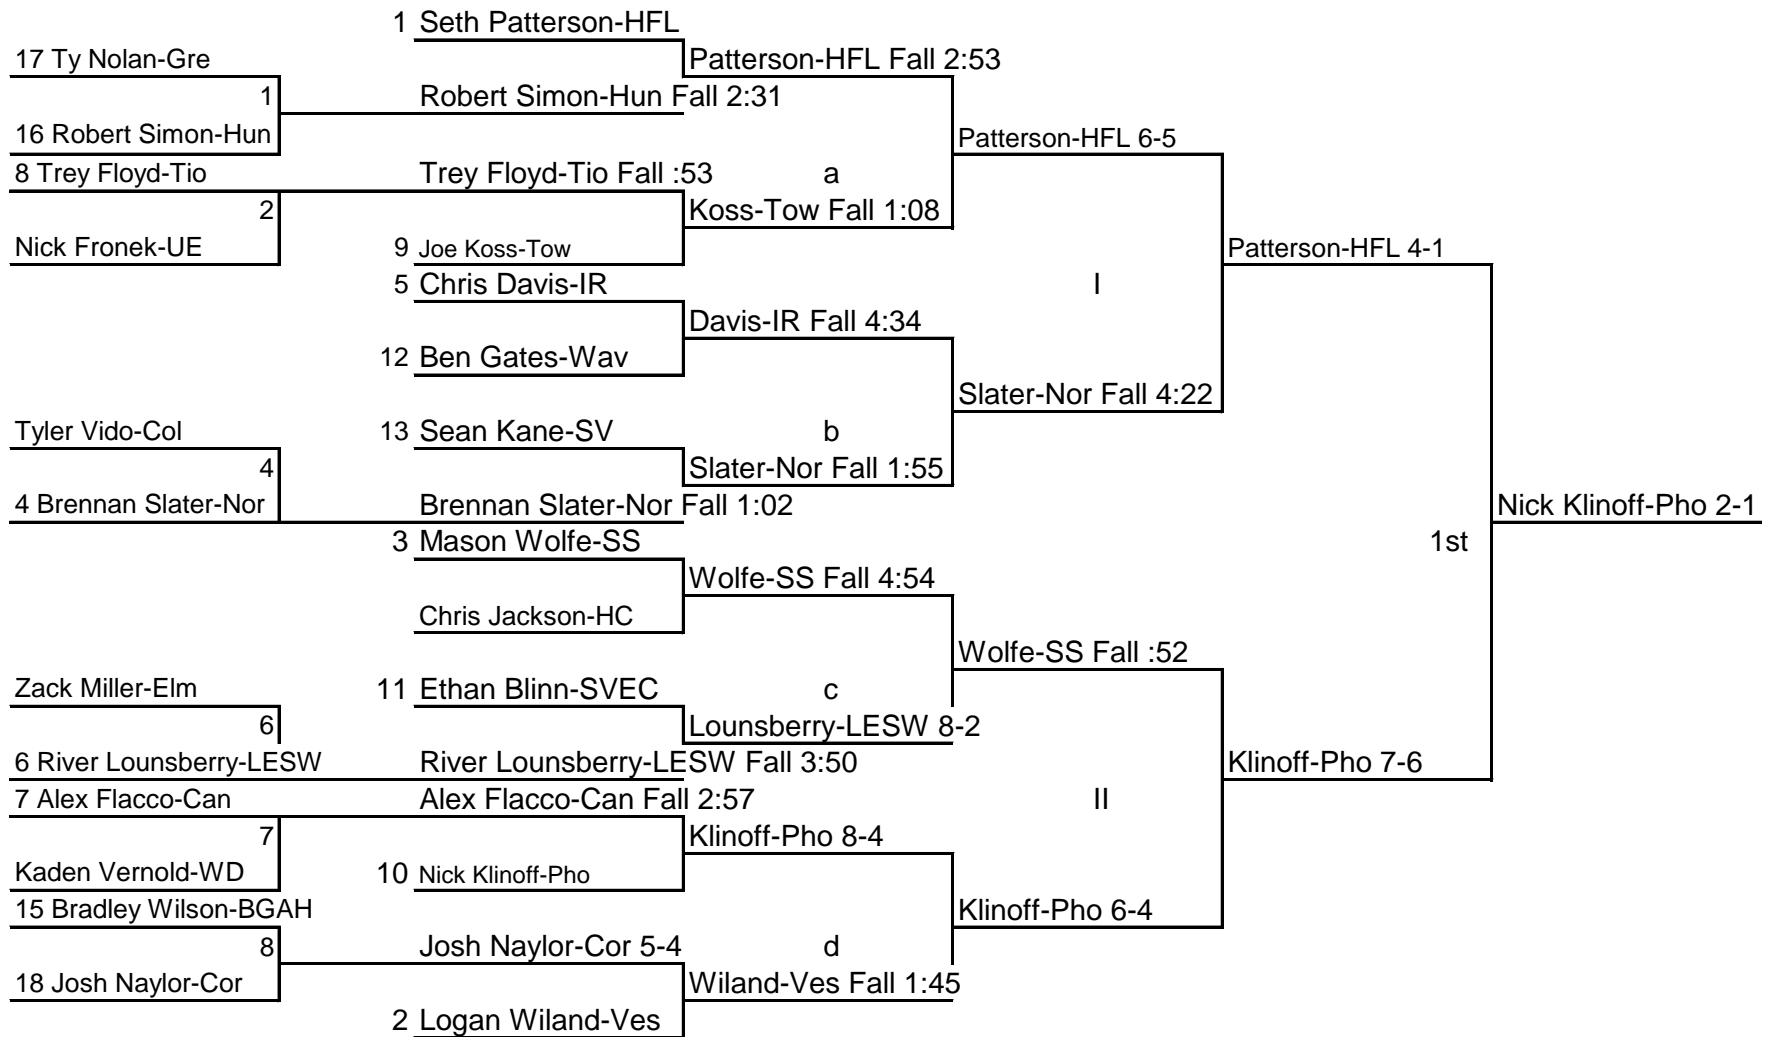 1 Seth Patterson-HFL
17 Ty Nolan-Gre
Patterson-HFL Fall 2:53
1
Robert Simon-Hun Fall 2:31
16 Robert Simon-Hun
Patterson-HFL 6-5
8 Trey Floyd-Tio
Trey Floyd-Tio Fall :53
a
2
Koss-Tow Fall 1:08
Nick Fronek-UE
9 Joe Koss-Tow
Patterson-HFL 4-1
5 Chris Davis-IR
I
Davis-IR Fall 4:34
12 Ben Gates-Wav
Slater-Nor Fall 4:22
Tyler Vido-Col
13 Sean Kane-SV
b
4
Slater-Nor Fall 1:55
4 Brennan Slater-Nor
Brennan Slater-Nor Fall 1:02
Nick Klinoff-Pho 2-1
3 Mason Wolfe-SS
1st
Wolfe-SS Fall 4:54
Chris Jackson-HC
Wolfe-SS Fall :52
Zack Miller-Elm
11 Ethan Blinn-SVEC
c
6
Lounsberry-LESW 8-2
6 River Lounsberry-LESW
River Lounsberry-LESW Fall 3:50
Klinoff-Pho 7-6
7 Alex Flacco-Can
Alex Flacco-Can Fall 2:57
II
7
Klinoff-Pho 8-4
Kaden Vernold-WD
10 Nick Klinoff-Pho
15 Bradley Wilson-BGAH
Klinoff-Pho 6-4
8
Josh Naylor-Cor 5-4
d
18 Josh Naylor-Cor
Wiland-Ves Fall 1:45
2 Logan Wiland-Ves